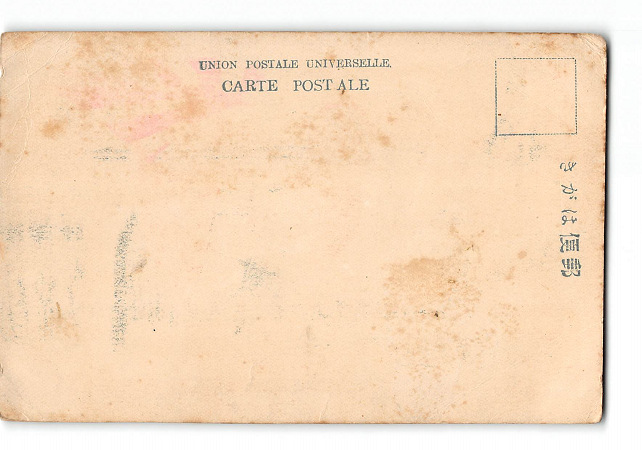 UNION POSTALE UNIVERSELLE.
CARTE POSTALE
きがは便郵